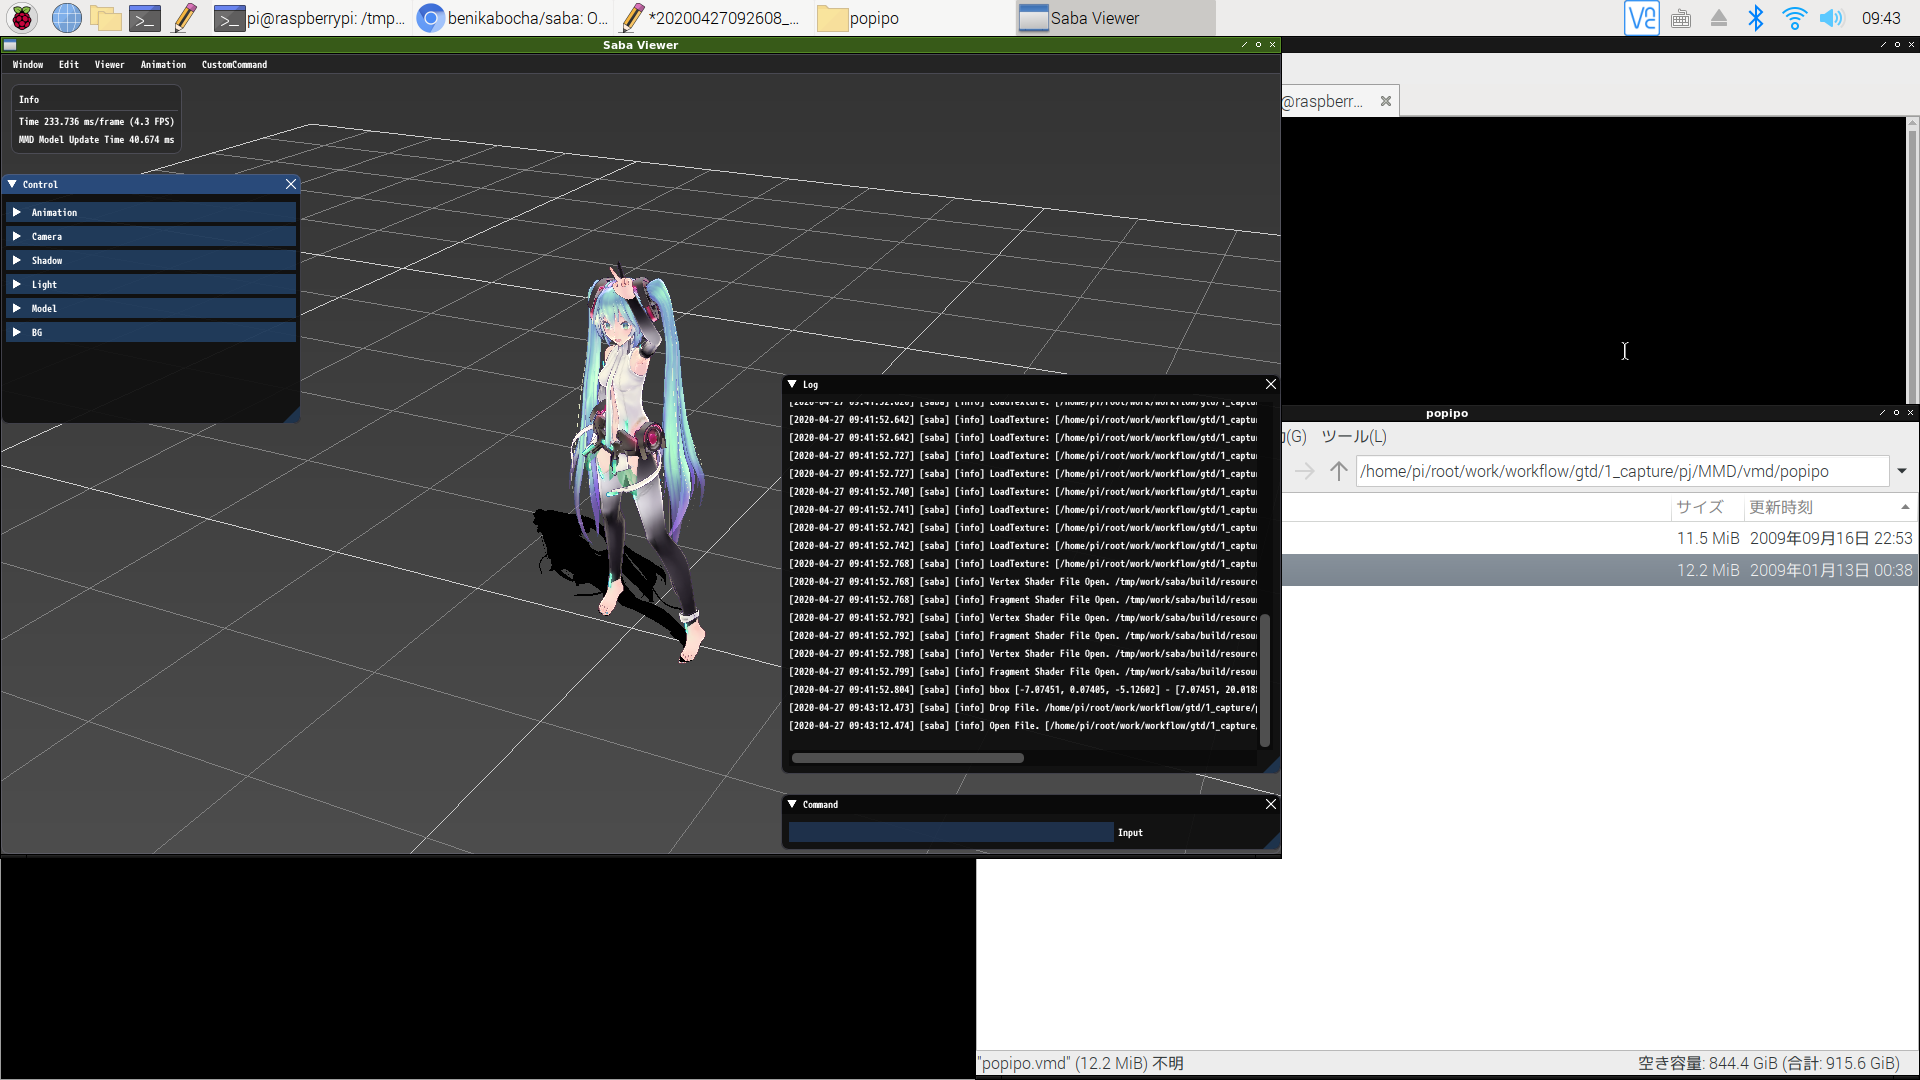 pi@raspberrypi: /tmp...
benikabocha/saba: O...
*20200427092608_...
popipo
Saba Viewer
09:43
Saba Viewer
Window Edit Viewer Animation CustomCommand
Info
Time 233.736 ms/frame (4.3 FPS)
MMD Model Update Time 40.674 ms
Control
Animation
Camera
Shadow
Light
Model
BG
Log
[2020-04-27 09:41:52.628] [saba] [info] LoadTexture: [/home/pi/root/work/workflow/gtd/1_captur
[2020-04-27 09:41:52.642] [saba] [info] LoadTexture: [/home/pi/root/work/workflow/gtd/1_captu
[2020-04-27 09:41:52.642] [saba] [info] LoadTexture: [/home/pi/root/work/workflow/gtd/1_captu
[2020-04-27 09:41:52.727] [saba] [info] LoadTexture: [/home/pi/root/work/workflow/gtd/1_captu
[2020-04-27 09:41:52.727] [saba] [info] LoadTexture: [/home/pi/root/work/workflow/gtd/1_captu
[2020-04-27 09:41:52.740] [saba] [info] LoadTexture: [/home/pi/root/work/workflow/gtd/1_captu
[2020-04-27 09:41:52.741] [saba] [info] LoadTexture: [/home/pi/root/work/workflow/gtd/1_captu
[2020-04-27 09:41:52.742] [saba] [info] LoadTexture: [/home/pi/root/work/workflow/gtd/1_captu
[2020-04-27 09:41:52.742] [saba] [info] LoadTexture: [/home/pi/root/work/workflow/gtd/1_captu
[2020-04-27 09:41:52.768] [saba] [info] LoadTexture: [/home/pi/root/work/workflow/gtd/1_captu
[2020-04-27 09:41:52.768] [saba] [info] Vertex Shader File Open. /tmp/work/saba/build/resourc
[2020-04-27 09:41:52.768] [saba] [info] Fragment Shader File Open. /tmp/work/saba/build/resou
[2020-04-27 09:41:52.792] [saba] [info] Vertex Shader File Open. /tmp/work/saba/build/resourc
[2020-04-27 09:41:52.792] [saba] [info] Fragment Shader File Open. /tmp/work/saba/build/resou
[2020-04-27 09:41:52.798] [saba] [info] Vertex Shader File Open. /tmp/work/saba/build/resourc
[2020-04-27 09:41:52.799] [saba] [info] Fragment Shader File Open. /tmp/work/saba/build/resou
[2020-04-27 09:41:52.804] [saba] [info] bbox [-7.07451, 0.07405, -5.12602] - [7.07451, 20.018
[2020-04-27 09:43:12.473] [saba] [info] Drop File. /home/pi/root/work/workflow/gtd/1_capture/
[2020-04-27 09:43:12.474] [saba] [info] Open File. [/home/pi/root/work/workflow/gtd/1_capture
Command
Input
@raspberr...
popipo
(G) ツール(L)
/home/pi/root/work/workflow/gtd/1_capture/pj/MMD/vmd/popipo
サイズ 更新時刻
11.5 MiB 2009年09月16日 22:53
12.2 MiB 2009年01月13日 00:38
"popipo.vmd" (12.2 MiB) 不明
空き容量: 844.4 GiB (合計: 915.6 GiB)